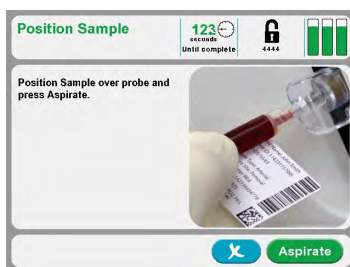 Position Sample
123
seconds
Until complete
4444
Position Sample over probe and
press Aspirate.
Aspirate